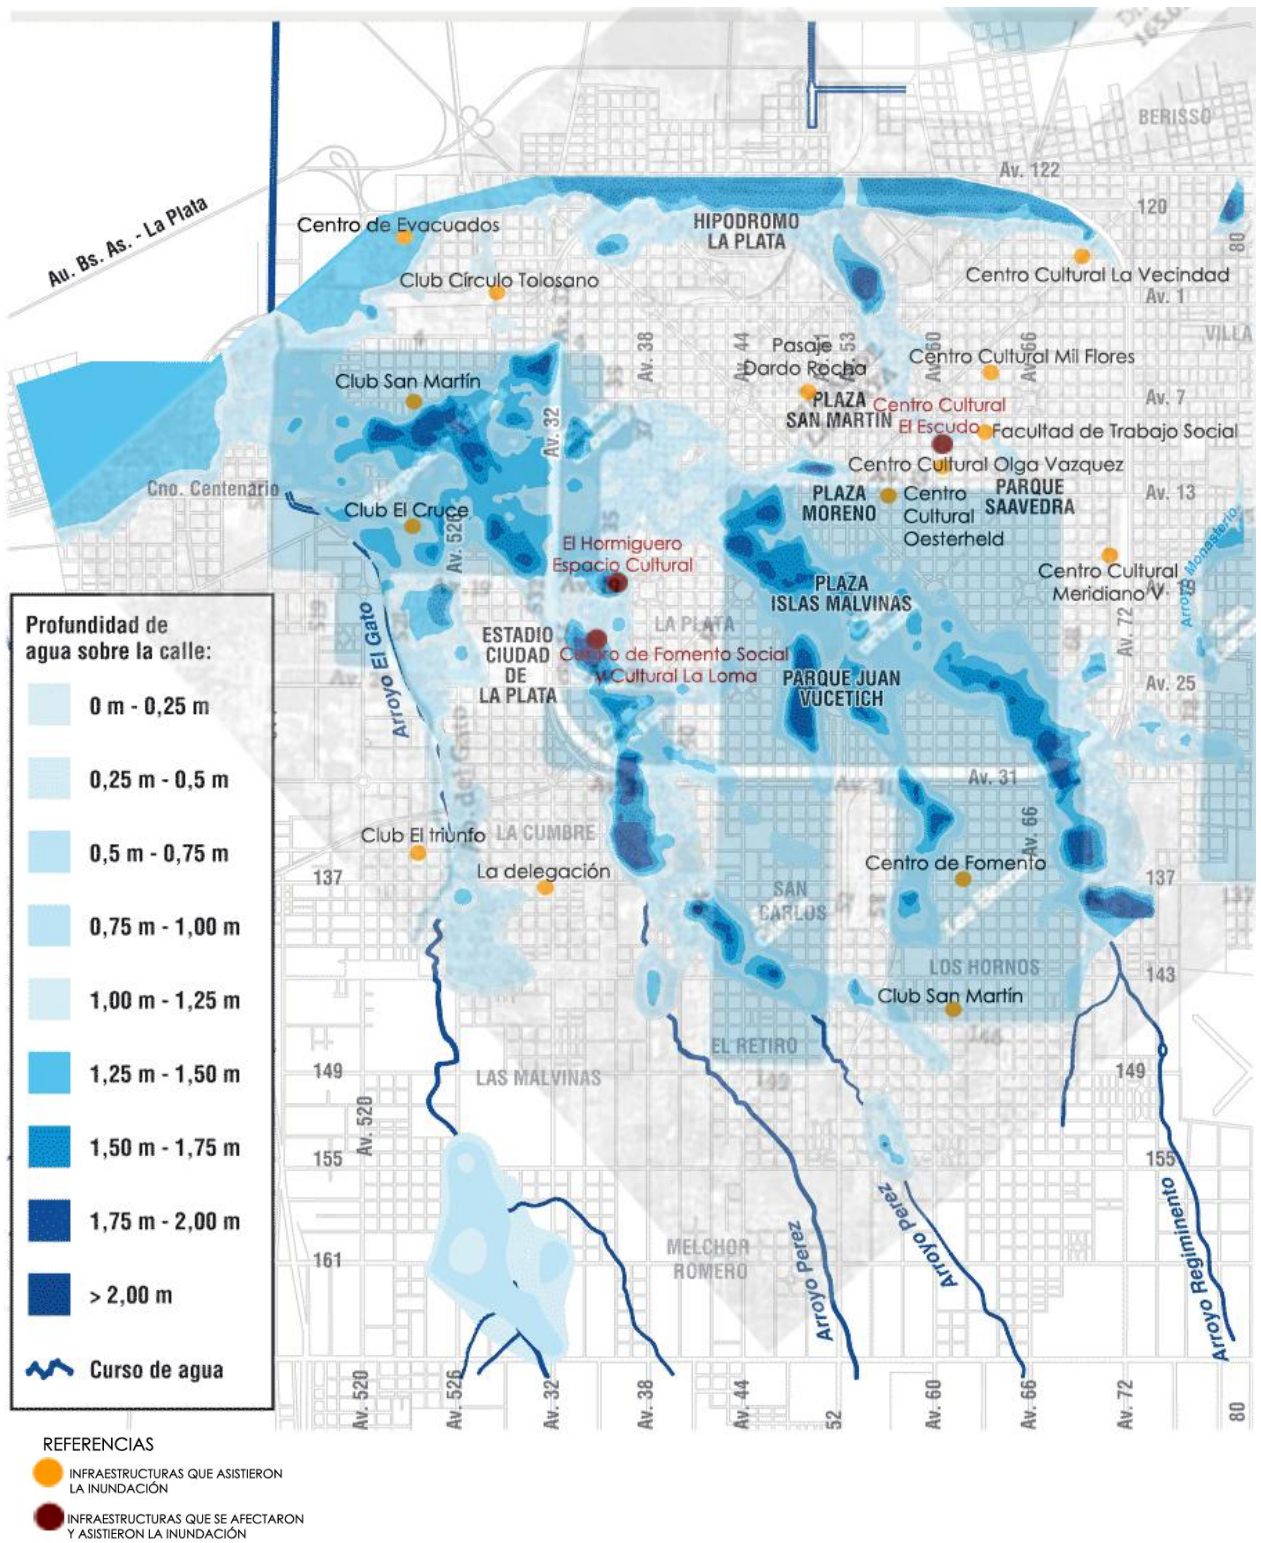 165.0
BERISSO
Av. 122
120
80
Au. Bs. As. - La Plata
Centro de Evacuados
HIPODROMO
LA PLATA
Club Círculo Tolosano
Centro Cultural La Vecindad
Av. 1
VILLA
Av. 38
Av. 44
53
Av. 60
Av. 66
Pasaje
Dardo Rocha
Centro Cultural Mil Flores
Club San Martín
PLAZA
SAN MARTIN
Av. 7
Centro Cultural
El Escudo
Facultad de Trabajo Social
Av. 32
Centro Cultural Olga Vazquez
Cno. Centenario
PLAZA
MORENO
Centro
Cultural
Oesterheld
PARQUE
SAAVEDRA
Av. 13
Club El Cruce
Av. 526
El Hormiguero
Espacio Cultural
Centro Cultural
Meridiano V
Arroyo Monasterio
PLAZA
ISLAS MALVINAS
LA PLATA
Av. 72
Arroyo El Gato
ESTADIO
CIUDAD
DE
LA PLATA
Centro de Fomento Social
y Cultural La Loma
PARQUE JUAN
VUCETICH
Av. 25
Av. 31
Av. 66
Club El triunfo
LA CUMBRE
La delegación
Centro de Fomento
137
137
137
SAN
CARLOS
LOS HORNOS
143
Club San Martín
EL RETIRO
149
LAS MALVINAS
149
149
Av. 520
155
155
Arroyo Perez
Arroyo Perez
Arroyo Regimimento
MELCHOR
ROMERO
161
Av. 520
Av. 526
Av. 32
Av. 38
Av. 44
52
Av. 60
Av. 66
Av. 72
80
Profundidad de
agua sobre la calle:
0 m - 0,25 m
0,25 m - 0,5 m
0,5 m - 0,75 m
0,75 m - 1,00 m
1,00 m - 1,25 m
1,25 m - 1,50 m
1,50 m - 1,75 m
1,75 m - 2,00 m
> 2,00 m
Curso de agua
REFERENCIAS
INFRAESTRUCTURAS QUE ASISTIERON
LA INUNDACIÓN
INFRAESTRUCTURAS QUE SE AFECTARON
Y ASISTIERON LA INUNDACIÓN